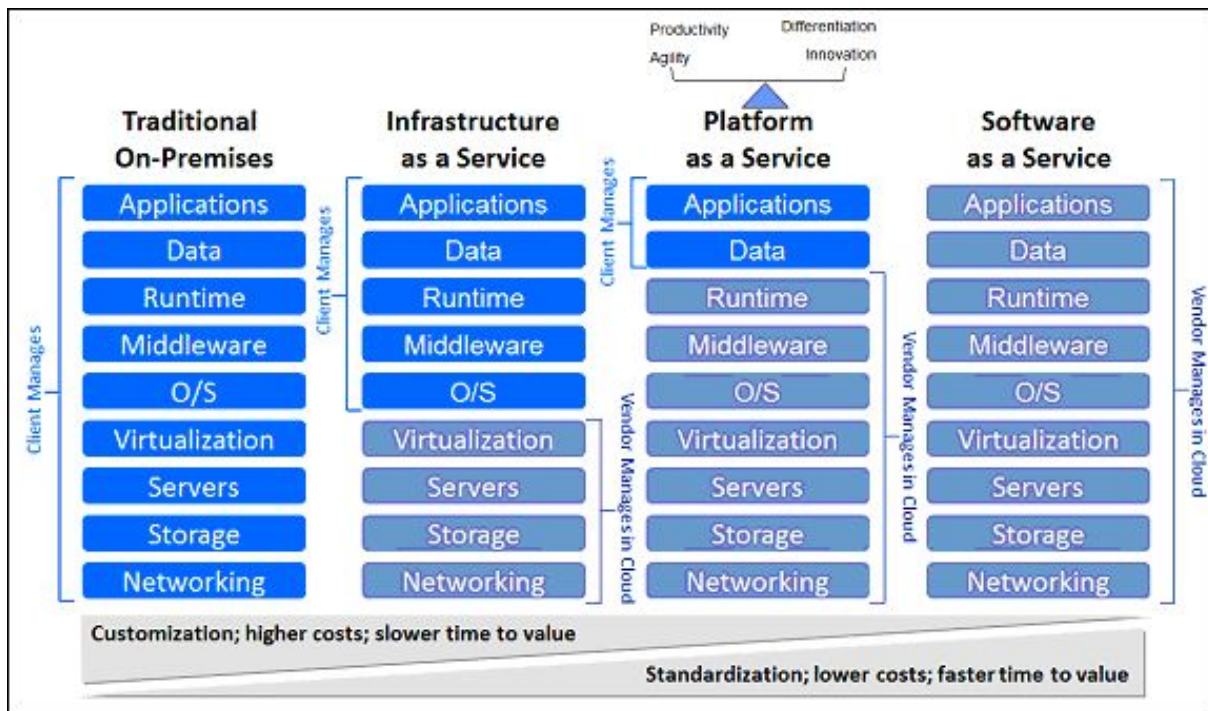 Productivity
Differentiation
Agility
Innovation
Traditional
On-Premises
Client Manages
Applications
Data
Runtime
Middleware
O/S
Virtualization
Servers
Storage
Networking
Infrastructure
as a Service
Client Manages
Applications
Data
Runtime
Middleware
O/S
Virtualization
Servers
Storage
Networking
Vendor Manages in Cloud
Platform
as a Service
Client Manages
Applications
Data
Runtime
Middleware
O/S
Virtualization
Servers
Storage
Networking
Vendor Manages in Cloud
Software
as a Service
Applications
Data
Runtime
Middleware
O/S
Virtualization
Servers
Storage
Networking
Vendor Manages in Cloud
Customization; higher costs; slower time to value
Standardization; lower costs; faster time to value